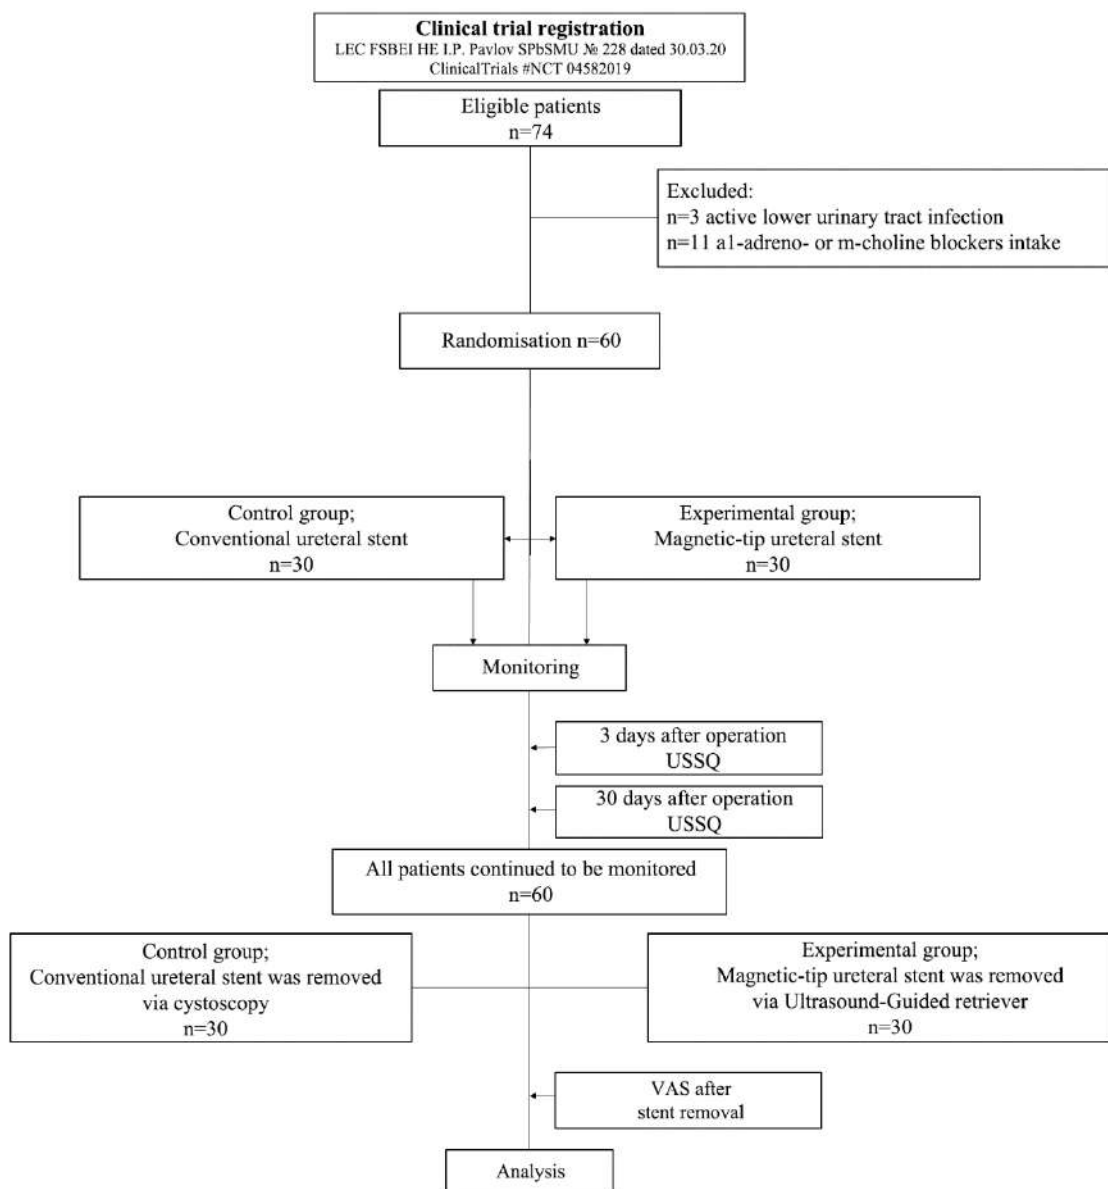 Clinical trial registration
LEC FSBEI HE I.P. Pavlov SPbSMU № 228 dated 30.03.20
ClinicalTrials #NCT 04582019
Eligible patients
n=74
Excluded:
n=3 active lower urinary tract infection
n=11 a1-adreno- or m-choline blockers intake
Randomisation n=60
Control group;
Conventional ureteral stent
n=30
Experimental group;
Magnetic-tip ureteral stent
n=30
Monitoring
3 days after operation
USSQ
30 days after operation
USSQ
All patients continued to be monitored
n=60
Control group;
Conventional ureteral stent was removed
via cystoscopy
n=30
Experimental group;
Magnetic-tip ureteral stent was removed
via Ultrasound-Guided retriever
n=30
VAS after
stent removal
Analysis